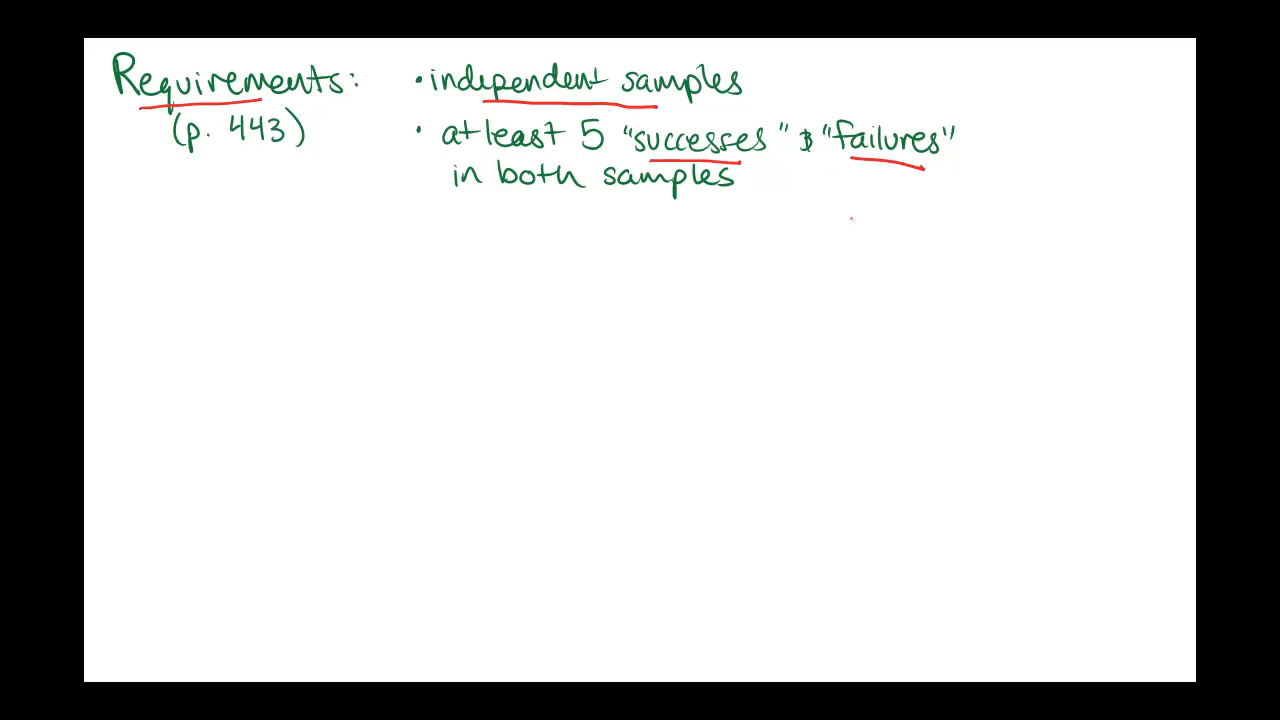 Requirements: • independent samples
(p. 443) • at least 5 "successes" & "failures"
in both samples